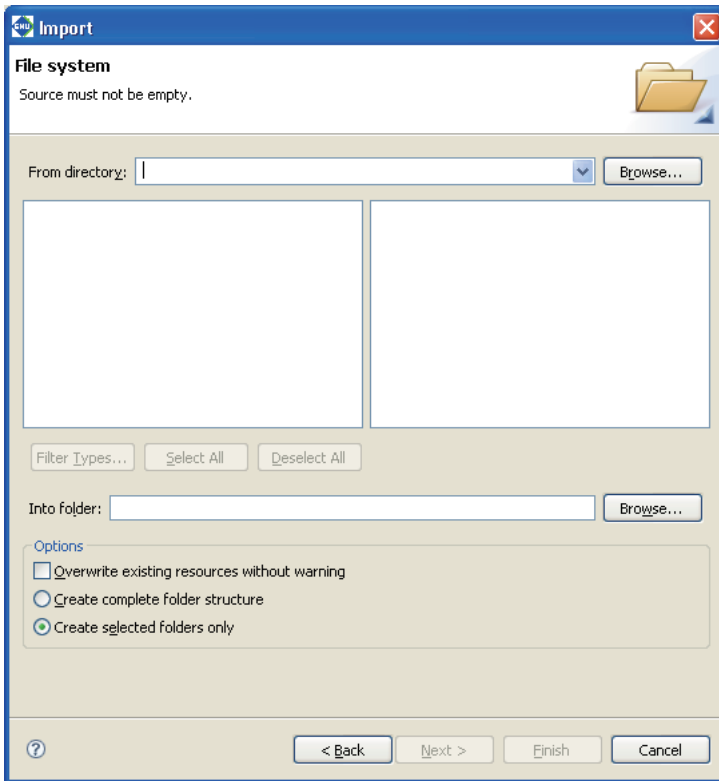 GNU Import
File system
Source must not be empty.
From directory: Browse...
Filter Types... Select All Deselect All
Into folder: Browse...
Options
Overwrite existing resources without warning
Create complete folder structure
Create selected folders only
? < Back Next > Finish Cancel